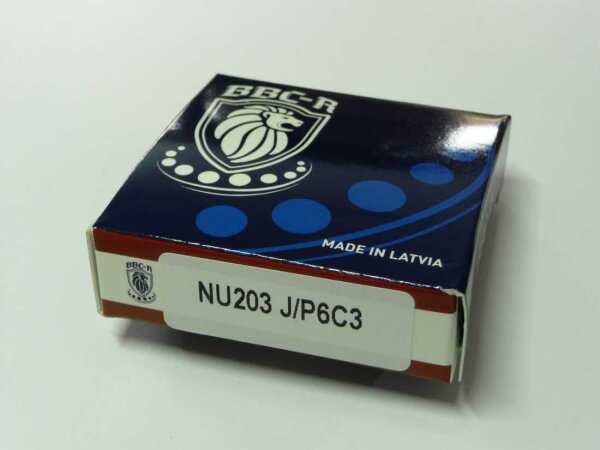 BBC-R
MADE IN LATVIA
BBC-R
NU203 J/P6C3